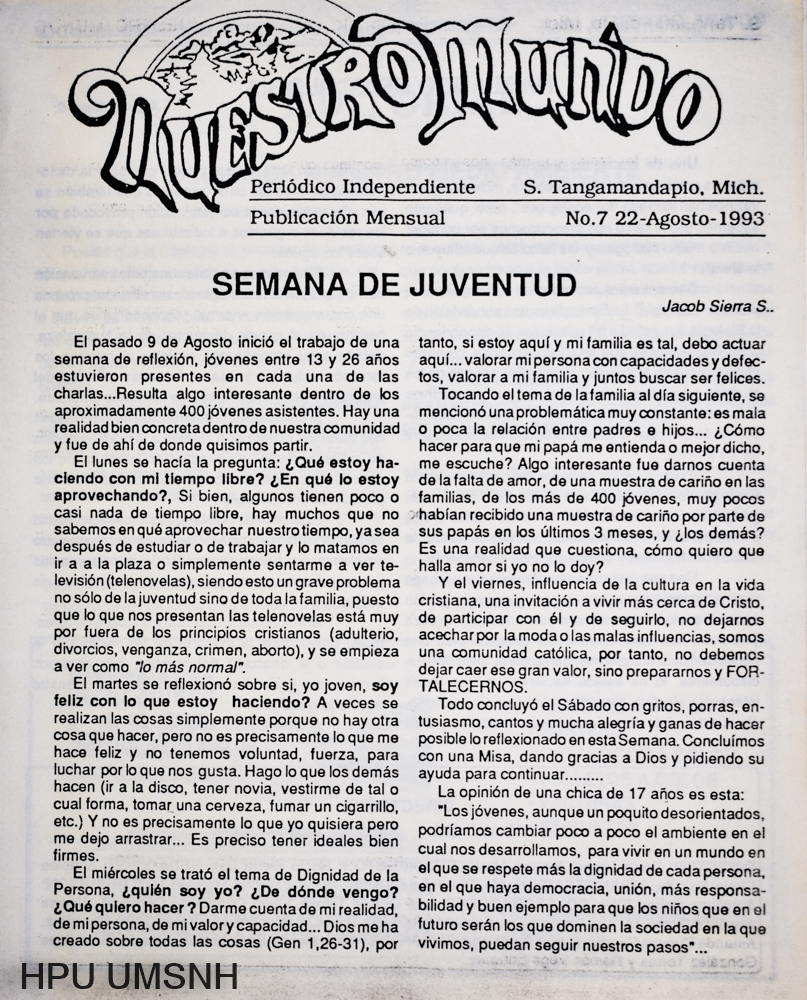 NUESTRO MUNDO
Periódico Independiente S. Tangamandapio, Mich.
Publicación Mensual No.7 22-Agosto-1993
SEMANA DE JUVENTUD
Jacob Sierra S..
El pasado 9 de Agosto inició el trabajo de una
semana de reflexión, jóvenes entre 13 y 26 años
estuvieron presentes en cada una de las
charlas...Resulta algo interesante dentro de los
aproximadamente 400 jóvenes asistentes. Hay una
realidad bien concreta dentro de nuestra comunidad
y fue de ahí de donde quisimos partir.
El lunes se hacía la pregunta: ¿Qué estoy ha-
ciendo con mi tiempo libre? ¿En qué lo estoy
aprovechando?, Si bien, algunos tienen poco o
casi nada de tiempo libre, hay muchos que no
sabemos en qué aprovechar nuestro tiempo, ya sea
después de estudiar o de trabajar y lo matamos en
ir a a la plaza o simplemente sentarme a ver te-
levisión (telenovelas), siendo esto un grave problema
no sólo de la juventud sino de toda la familia, puesto
que lo que nos presentan las telenovelas está muy
por fuera de los principios cristianos (adulterio,
divorcios, venganza, crimen, aborto), y se empieza
a ver como "lo más normal".
El martes se reflexionó sobre si, yo joven, soy
feliz con lo que estoy haciendo? A veces se
realizan las cosas simplemente porque no hay otra
cosa que hacer, pero no es precisamente lo que me
hace feliz y no tenemos voluntad, fuerza, para
luchar por lo que nos gusta. Hago lo que los demás
hacen (ir a la disco, tener novia, vestirme de tal o
cual forma, tomar una cerveza, fumar un cigarrillo,
etc.) Y no es precisamente lo que yo quisiera pero
me dejo arrastrar... Es preciso tener ideales bien
firmes.
El miércoles se trató el tema de Dignidad de la
Persona, ¿quién soy yo? ¿De dónde vengo?
¿Qué quiero hacer ? Darme cuenta de mi realidad,
de mi persona, de mi valor y capacidad... Dios me ha
creado sobre todas las cosas (Gen 1,26-31), por
tanto, si estoy aquí y mi familia es tal, debo actuar
aquí... valorar mi persona con capacidades y defec-
tos, valorar a mi familia y juntos buscar ser felices.
Tocando el tema de la familia al día siguiente, se
mencionó una problemática muy constante: es mala
o poca la relación entre padres e hijos... ¿Cómo
hacer para que mi papá me entienda o mejor dicho,
me escuche? Algo interesante fue darnos cuenta
de la falta de amor, de una muestra de cariño en las
familias, de los más de 400 jóvenes, muy pocos
habían recibido una muestra de cariño por parte de
sus papás en los últimos 3 meses, y ¿los demás?
Es una realidad que cuestiona, cómo quiero que
halla amor si yo no lo doy?
Y el viernes, influencia de la cultura en la vida
cristiana, una invitación a vivir más cerca de Cristo,
de participar con él y de seguirlo, no dejarnos
acechar por la moda o las malas influencias, somos
una comunidad católica, por tanto, no debemos
dejar caer ese gran valor, sino prepararnos y FOR-
TALECERNOS.
Todo concluyó el Sábado con gritos, porras, en-
tusiasmo, cantos y mucha alegría y ganas de hacer
posible lo reflexionado en esta Semana. Concluímos
con una Misa, dando gracias a Dios y pidiendo su
ayuda para continuar.........
La opinión de una chica de 17 años es esta:
"Los jóvenes, aunque un poquito desorientados,
podríamos cambiar poco a poco el ambiente en el
cual nos desarrollamos, para vivir en un mundo en
el que se respete más la dignidad de cada persona,
en el que haya democracia, unión, más responsa-
bilidad y buen ejemplo para que los niños que en el
futuro serán los que dominen la sociedad en la que
vivimos, puedan seguir nuestros pasos"...
HPU UMSNH